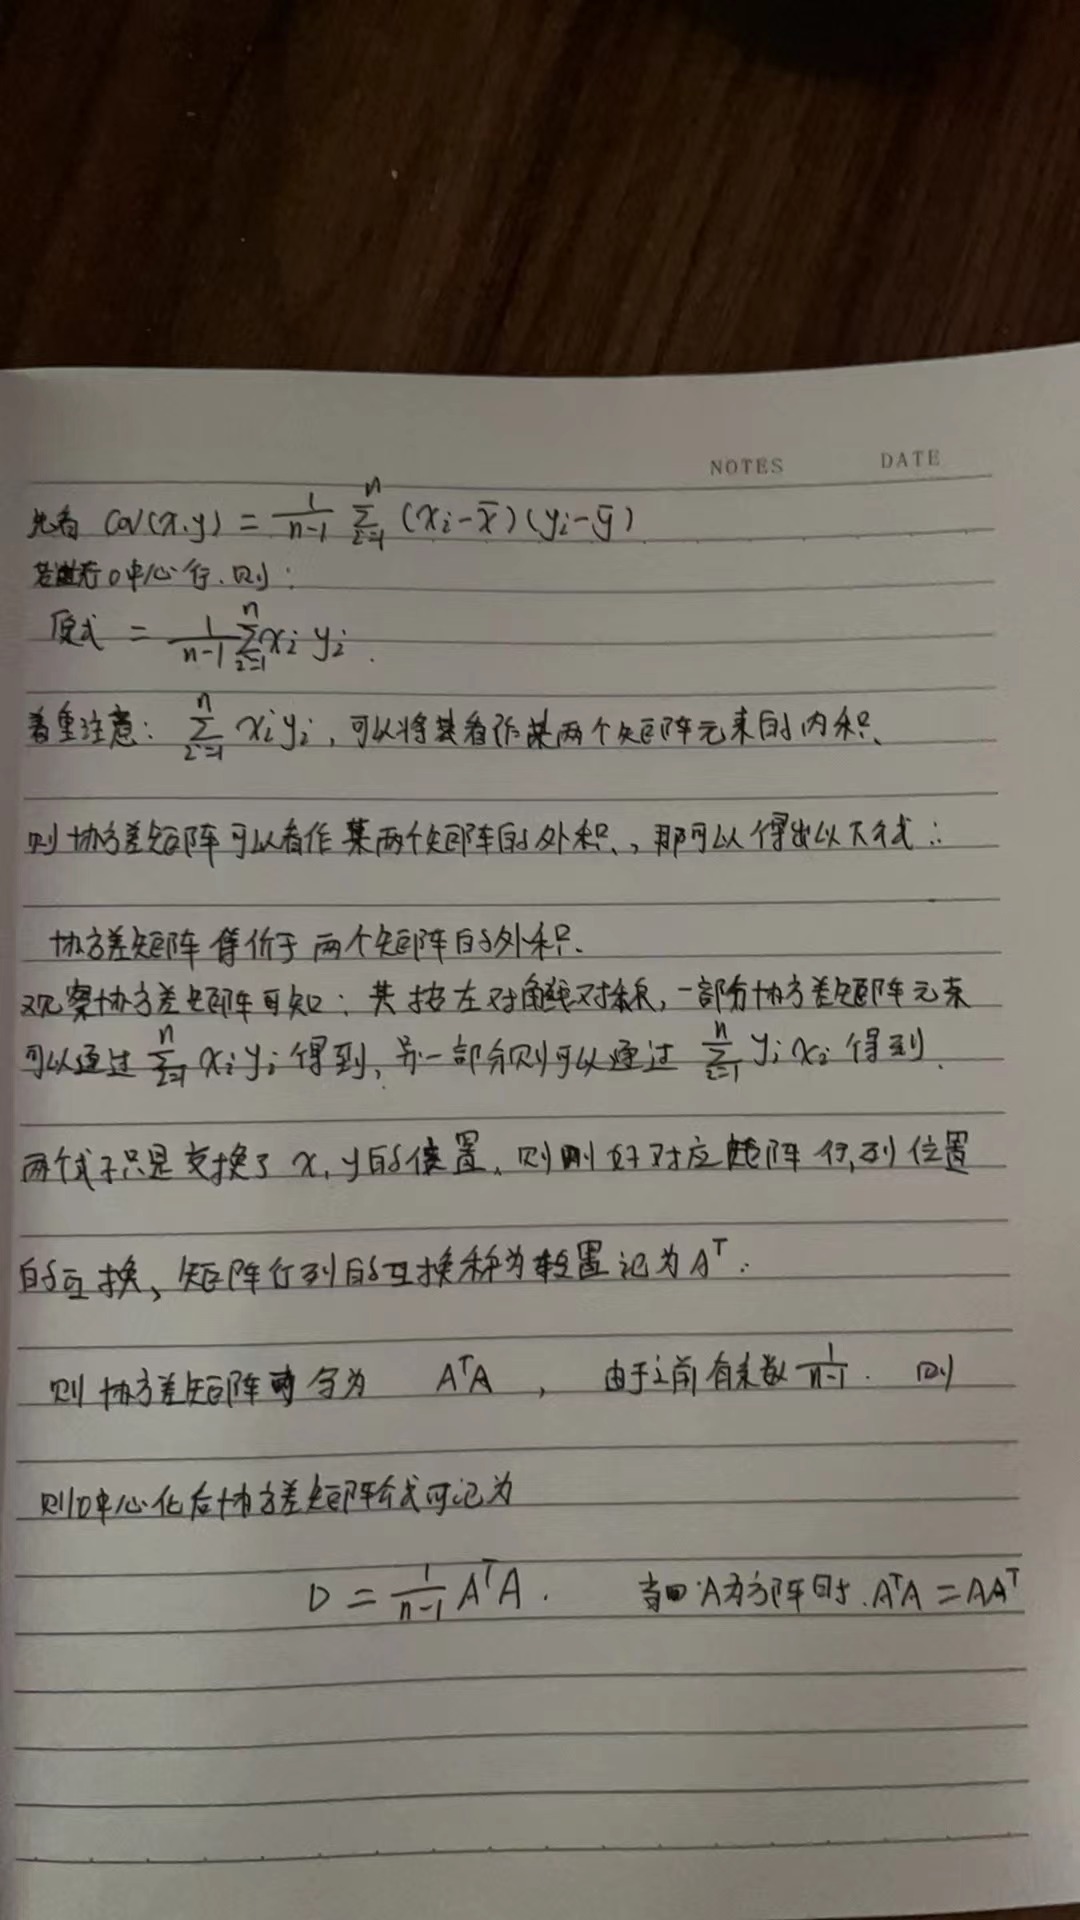 NOTES DATE
先看 Cov(x,y) = \frac{1}{n-1} \sum_{i=1}^{n} (x_i-\bar{x})(y_i-\bar{y})
若进行0中心行,则:
原式 = \frac{1}{n-1} \sum_{i=1}^{n} x_i y_i.
着重注意: \sum_{i=1}^{n} x_i y_i, 可以将其看作某两个矩阵元素的内积、
则协方差矩阵可以看作某两个矩阵的外积、,那可以得出以下公式:
协方差矩阵等价于两个矩阵的外积、
观察协方差矩阵可知:其按左对角线对称,一部分协方差矩阵元素
可以通过 \sum_{i=1}^{n} x_i y_i 得到,另一部分则可以通过 \sum_{i=1}^{n} y_i x_i 得到.
两个式子只是交换了 x,y的位置,则刚好对应矩阵 行,列位置
的互换、矩阵行列的互换称为转置记为 A^T.
则协方差矩阵可令为 A^T A , 由于之前有系数 \frac{1}{n-1}. 则
则0中心化后协方差矩阵公式可记为
D = \frac{1}{n-1} A^T A. 当A为方阵时. A^T A = A A^T